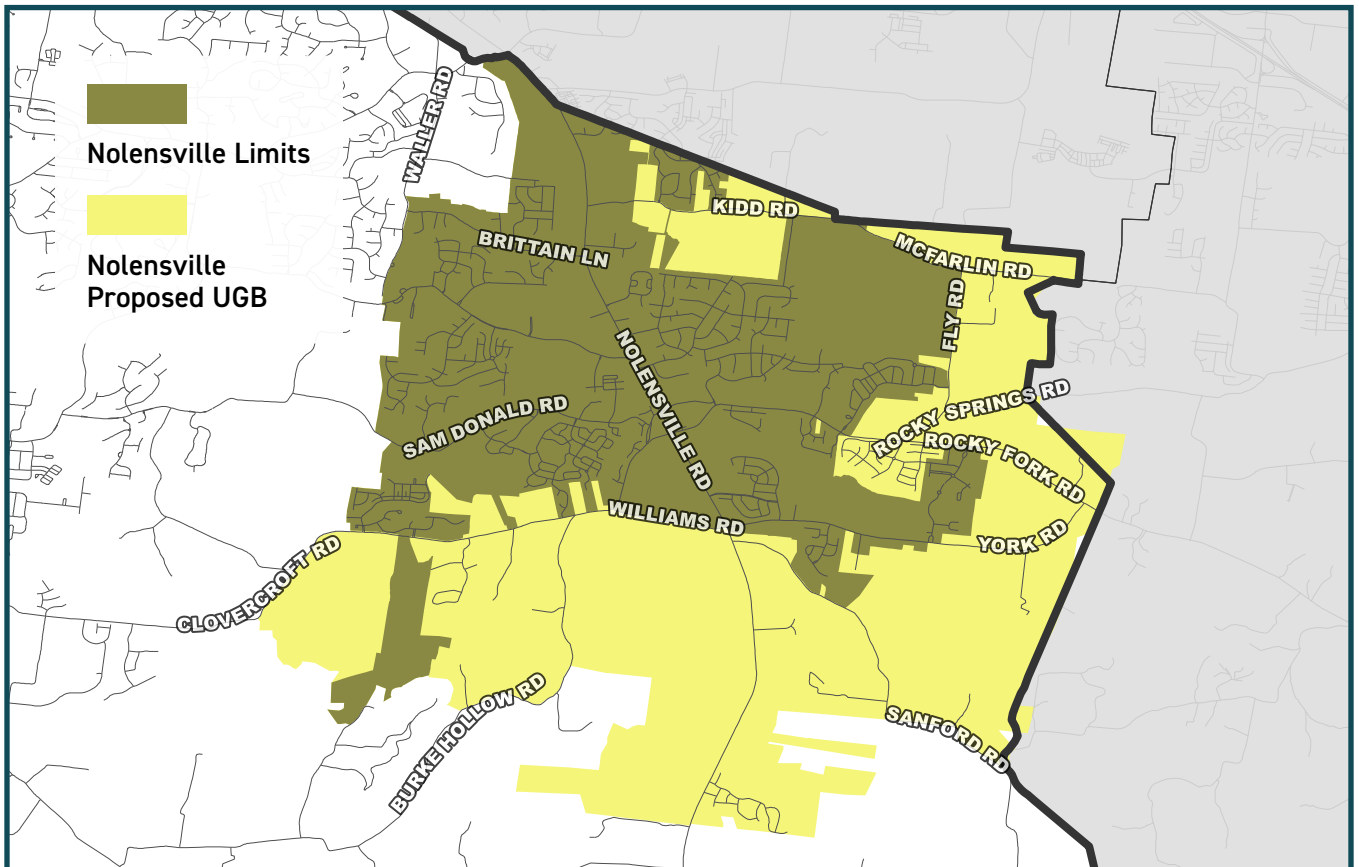 Nolensville Limits
Nolensville
Proposed UGB
WALLER RD
KIDD RD
BRITTAIN LN
MCFARLIN RD
FLY RD
NOLENSVILLE RD
SAM DONALD RD
ROCKY SPRINGS RD
ROCKY FORK RD
WILLIAMS RD
YORK RD
CLOVERCROFT RD
BURKE HOLLOW RD
SANFORD RD